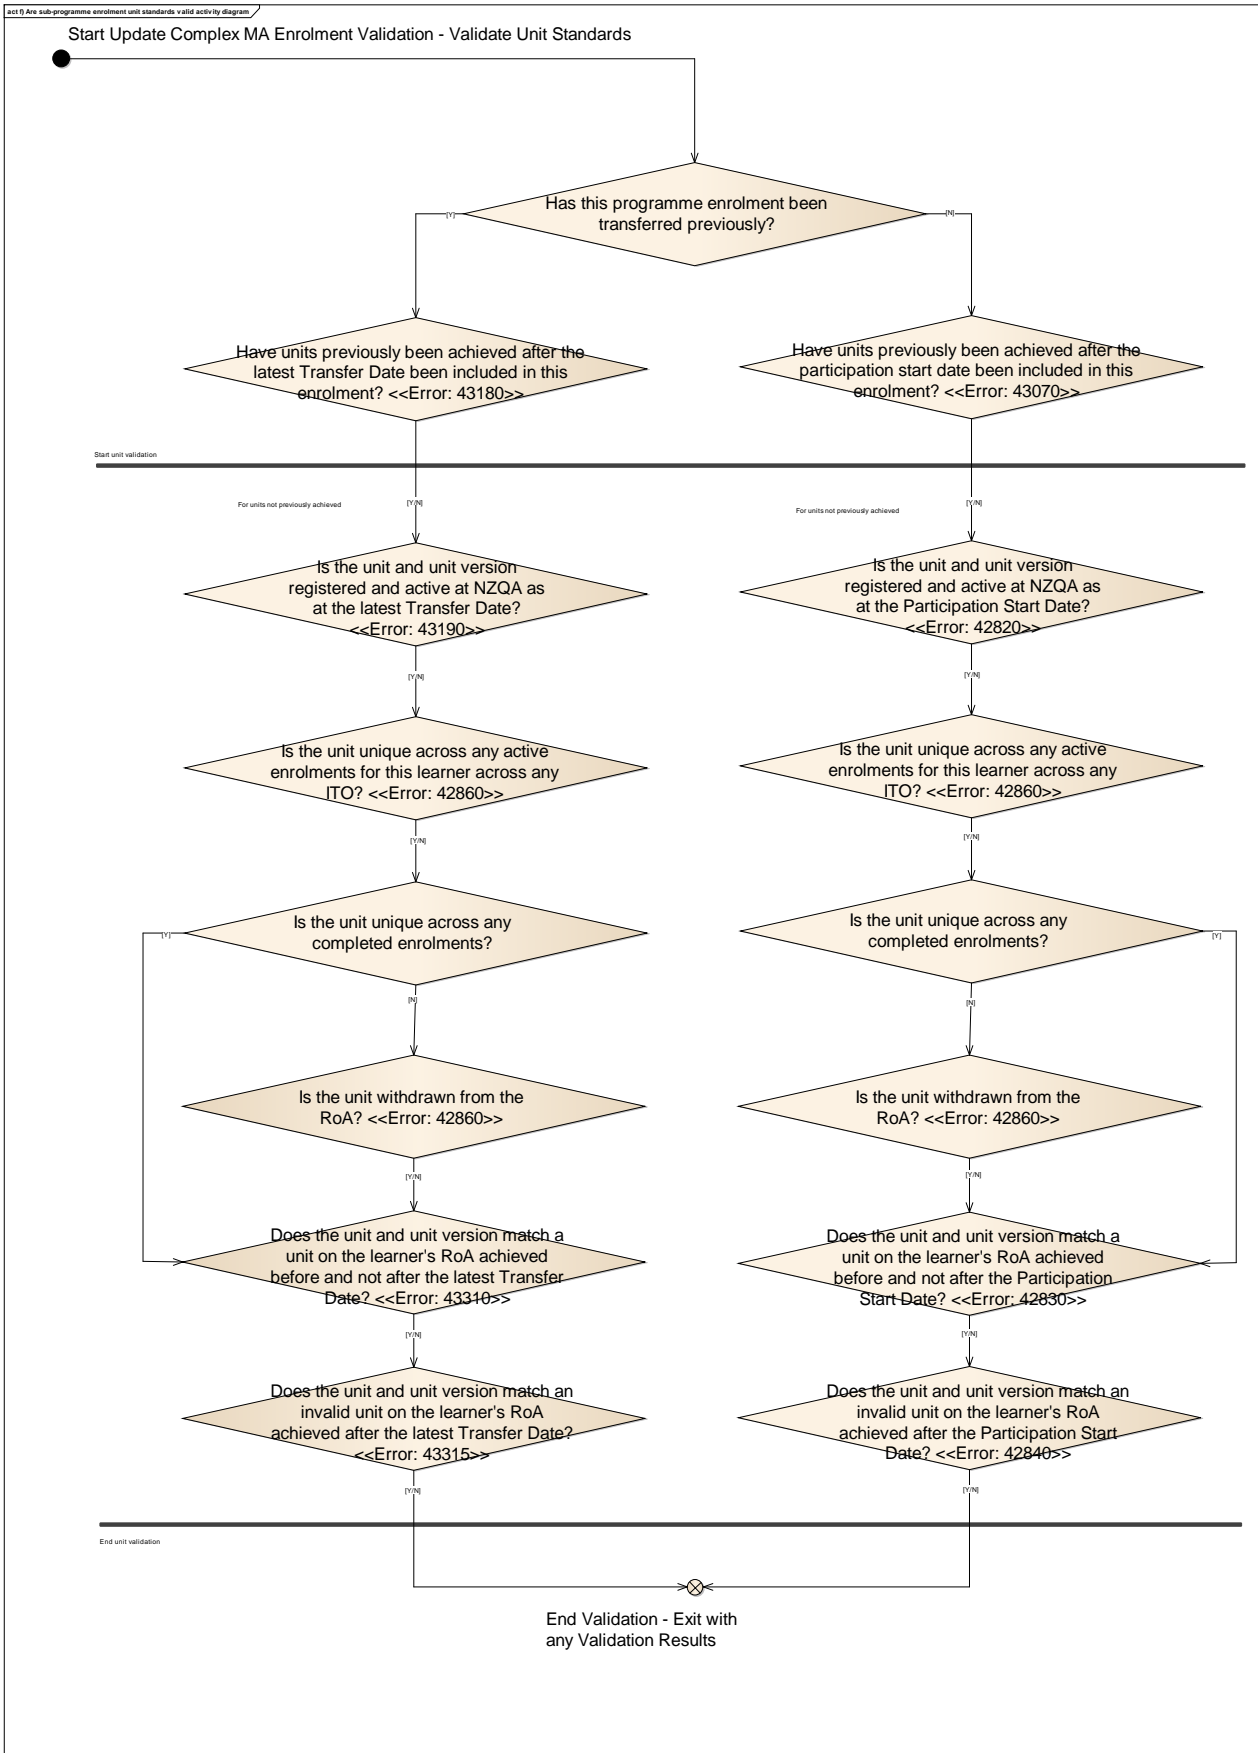 act f) Are sub-programme enrolment unit standards valid activity diagram
Start Update Complex MA Enrolment Validation - Validate Unit Standards
Has this programme enrolment been
transferred previously?
[Y]
[N]
Have units previously been achieved after the
latest Transfer Date been included in this
enrolment? <<Error: 43180>>
Have units previously been achieved after the
participation start date been included in this
enrolment? <<Error: 43070>>
Start unit validation
For units not previously achieved
[Y/N]
For units not previously achieved
[Y/N]
Is the unit and unit version
registered and active at NZQA as
at the latest Transfer Date?
<<Error: 43190>>
Is the unit and unit version
registered and active at NZQA as
at the Participation Start Date?
<<Error: 42820>>
[Y/N]
[Y/N]
Is the unit unique across any active
enrolments for this learner across any
ITO? <<Error: 42860>>
Is the unit unique across any active
enrolments for this learner across any
ITO? <<Error: 42860>>
[Y/N]
[Y/N]
Is the unit unique across any
completed enrolments?
Is the unit unique across any
completed enrolments?
[Y]
[Y]
[N]
[N]
Is the unit withdrawn from the
RoA? <<Error: 42860>>
Is the unit withdrawn from the
RoA? <<Error: 42860>>
[Y/N]
[Y/N]
Does the unit and unit version match a
unit on the learner's RoA achieved
before and not after the latest Transfer
Date? <<Error: 43310>>
Does the unit and unit version match a
unit on the learner's RoA achieved
before and not after the Participation
Start Date? <<Error: 42830>>
[Y/N]
[Y/N]
Does the unit and unit version match an
invalid unit on the learner's RoA
achieved after the latest Transfer Date?
<<Error: 43315>>
Does the unit and unit version match an
invalid unit on the learner's RoA
achieved after the Participation Start
Date? <<Error: 42840>>
[Y/N]
[Y/N]
End unit validation
End Validation - Exit with
any Validation Results